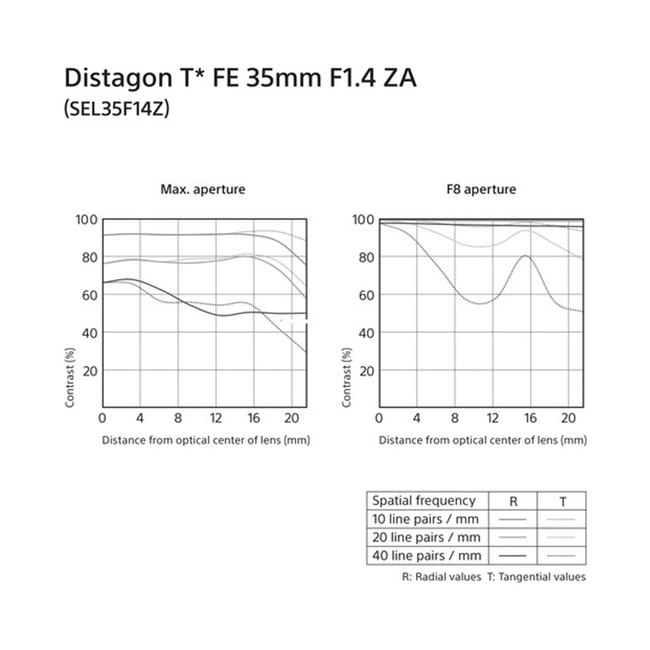 Distagon T* FE 35mm F1.4 ZA
(SEL35F14Z)
Max. aperture
100
80
60
40
20
Contrast (%)
0 4 8 12 16 20
Distance from optical center of lens (mm)
F8 aperture
100
80
60
40
20
Contrast (%)
0 4 8 12 16 20
Distance from optical center of lens (mm)
Spatial frequency R T
10 line pairs / mm
20 line pairs / mm
40 line pairs / mm
R: Radial values T: Tangential values